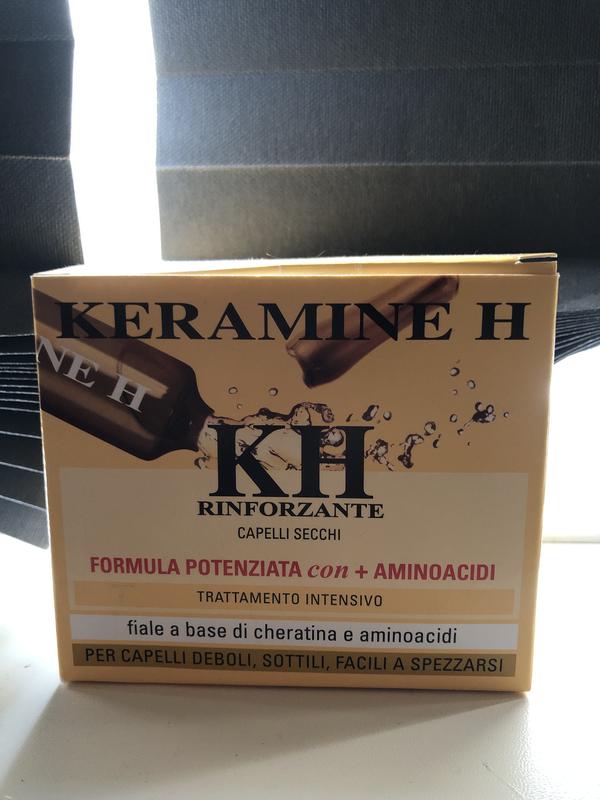 KERAMINE H
NE H
KH
RINFORZANTE
CAPELLI SECCHI
FORMULA POTENZIATA con + AMINOACIDI
TRATTAMENTO INTENSIVO
fiale a base di cheratina e aminoacidi
PER CAPELLI DEBOLI, SOTTILI, FACILI A SPEZZARSI